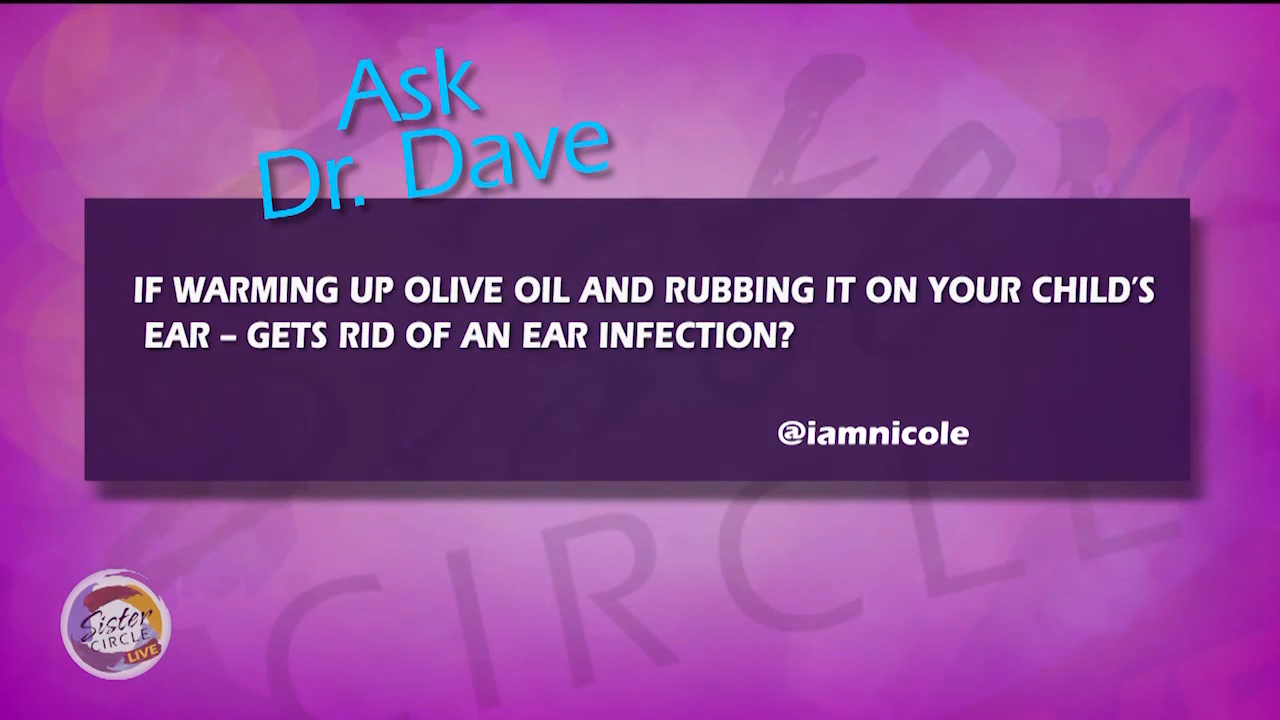 Ask
Dr. Dave
IF WARMING UP OLIVE OIL AND RUBBING IT ON YOUR CHILD'S
EAR – GETS RID OF AN EAR INFECTION?
@iamnicole
CIRCLE
Sister
CIRCLE
LIVE